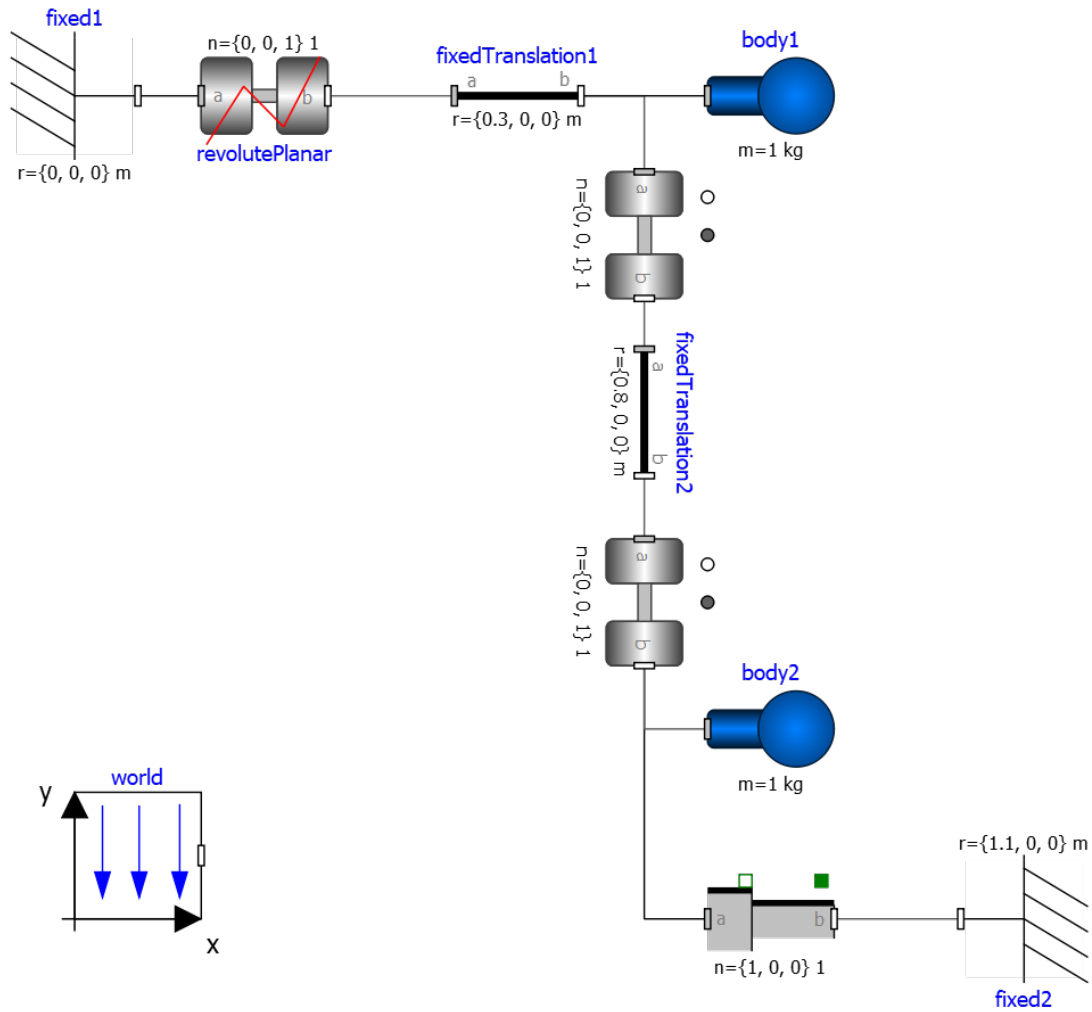 fixed1
n={0, 0, 1} 1
a
b
revolutePlanar
r={0, 0, 0} m
fixedTranslation1
a
b
r={0.3, 0, 0} m
body1
m=1 kg
a
b
n={0, 0, 1} 1
fixedTranslation2
a
b
r={0.8, 0, 0} m
a
b
n={0, 0, 1} 1
body2
m=1 kg
world
y
x
a
b
n={1, 0, 0} 1
r={1.1, 0, 0} m
fixed2